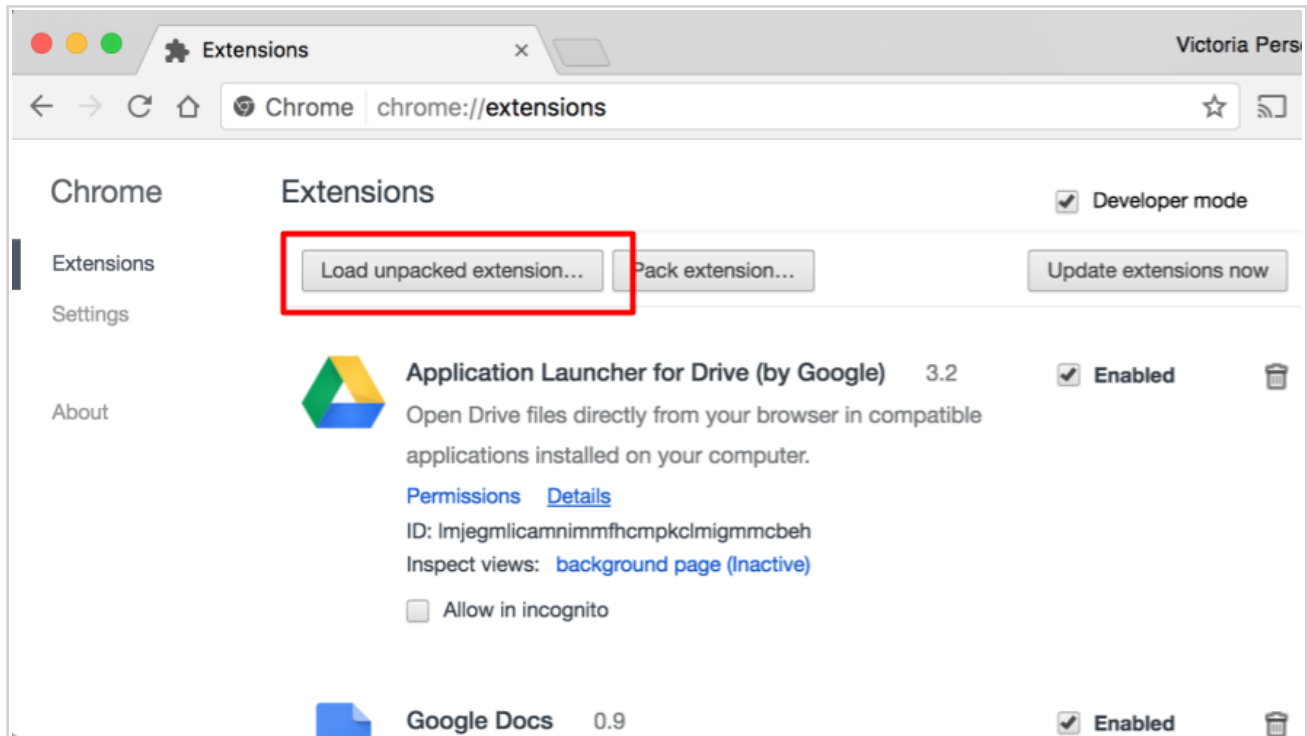 Extensions
Victoria Pers
Chrome chrome://extensions
Chrome
Extensions
Developer mode
Extensions
Load unpacked extension...
Pack extension...
Update extensions now
Settings
Application Launcher for Drive (by Google) 3.2
Enabled
About
Open Drive files directly from your browser in compatible
applications installed on your computer.
Permissions Details
ID: lmjegmlicamnimmfhcmpkclmigmmcbeh
Inspect views: background page (Inactive)
Allow in incognito
Google Docs 0.9
Enabled